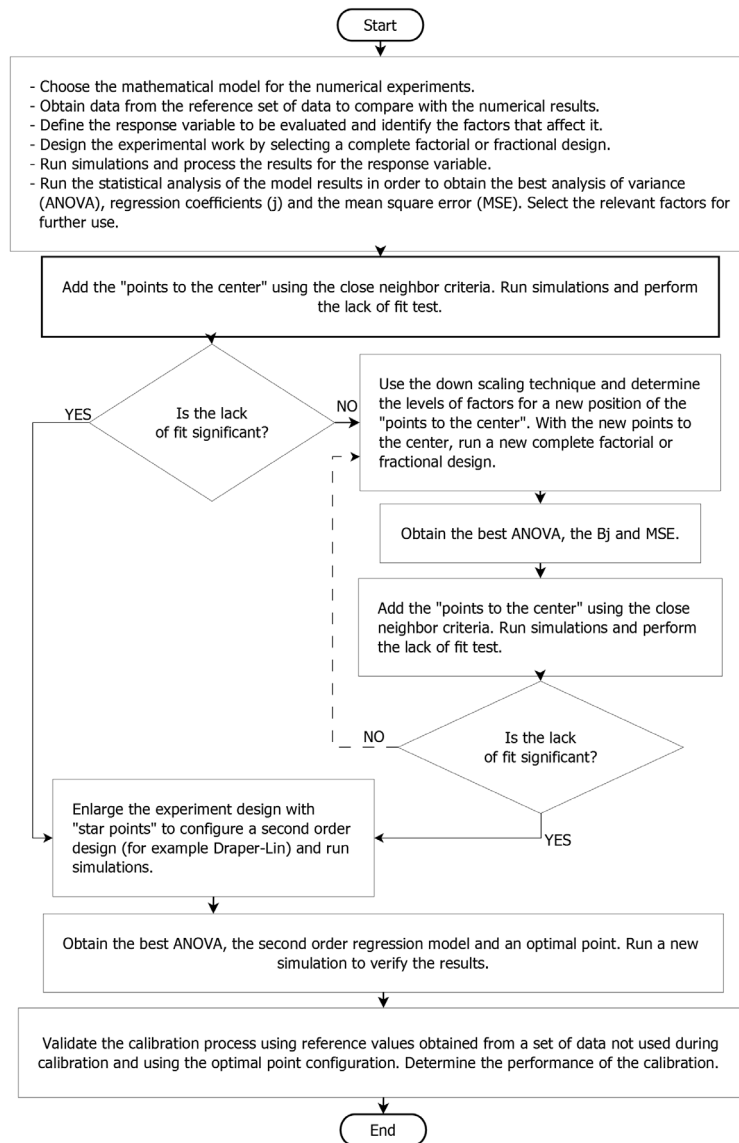 Start
- Choose the mathematical model for the numerical experiments.
- Obtain data from the reference set of data to compare with the numerical results.
- Define the response variable to be evaluated and identify the factors that affect it.
- Design the experimental work by selecting a complete factorial or fractional design.
- Run simulations and process the results for the response variable.
- Run the statistical analysis of the model results in order to obtain the best analysis of variance
(ANOVA), regression coefficients (j) and the mean square error (MSE). Select the relevant factors for
further use.
Add the "points to the center" using the close neighbor criteria. Run simulations and perform
the lack of fit test.
Is the lack
of fit significant?
YES
NO
Use the down scaling technique and determine
the levels of factors for a new position of the
"points to the center". With the new points to
the center, run a new complete factorial or
fractional design.
Obtain the best ANOVA, the Bj and MSE.
Add the "points to the center" using the close
neighbor criteria. Run simulations and perform
the lack of fit test.
Is the lack
of fit significant?
NO
YES
Enlarge the experiment design with
"star points" to configure a second order
design (for example Draper-Lin) and run
simulations.
Obtain the best ANOVA, the second order regression model and an optimal point. Run a new
simulation to verify the results.
Validate the calibration process using reference values obtained from a set of data not used during
calibration and using the optimal point configuration. Determine the performance of the calibration.
End